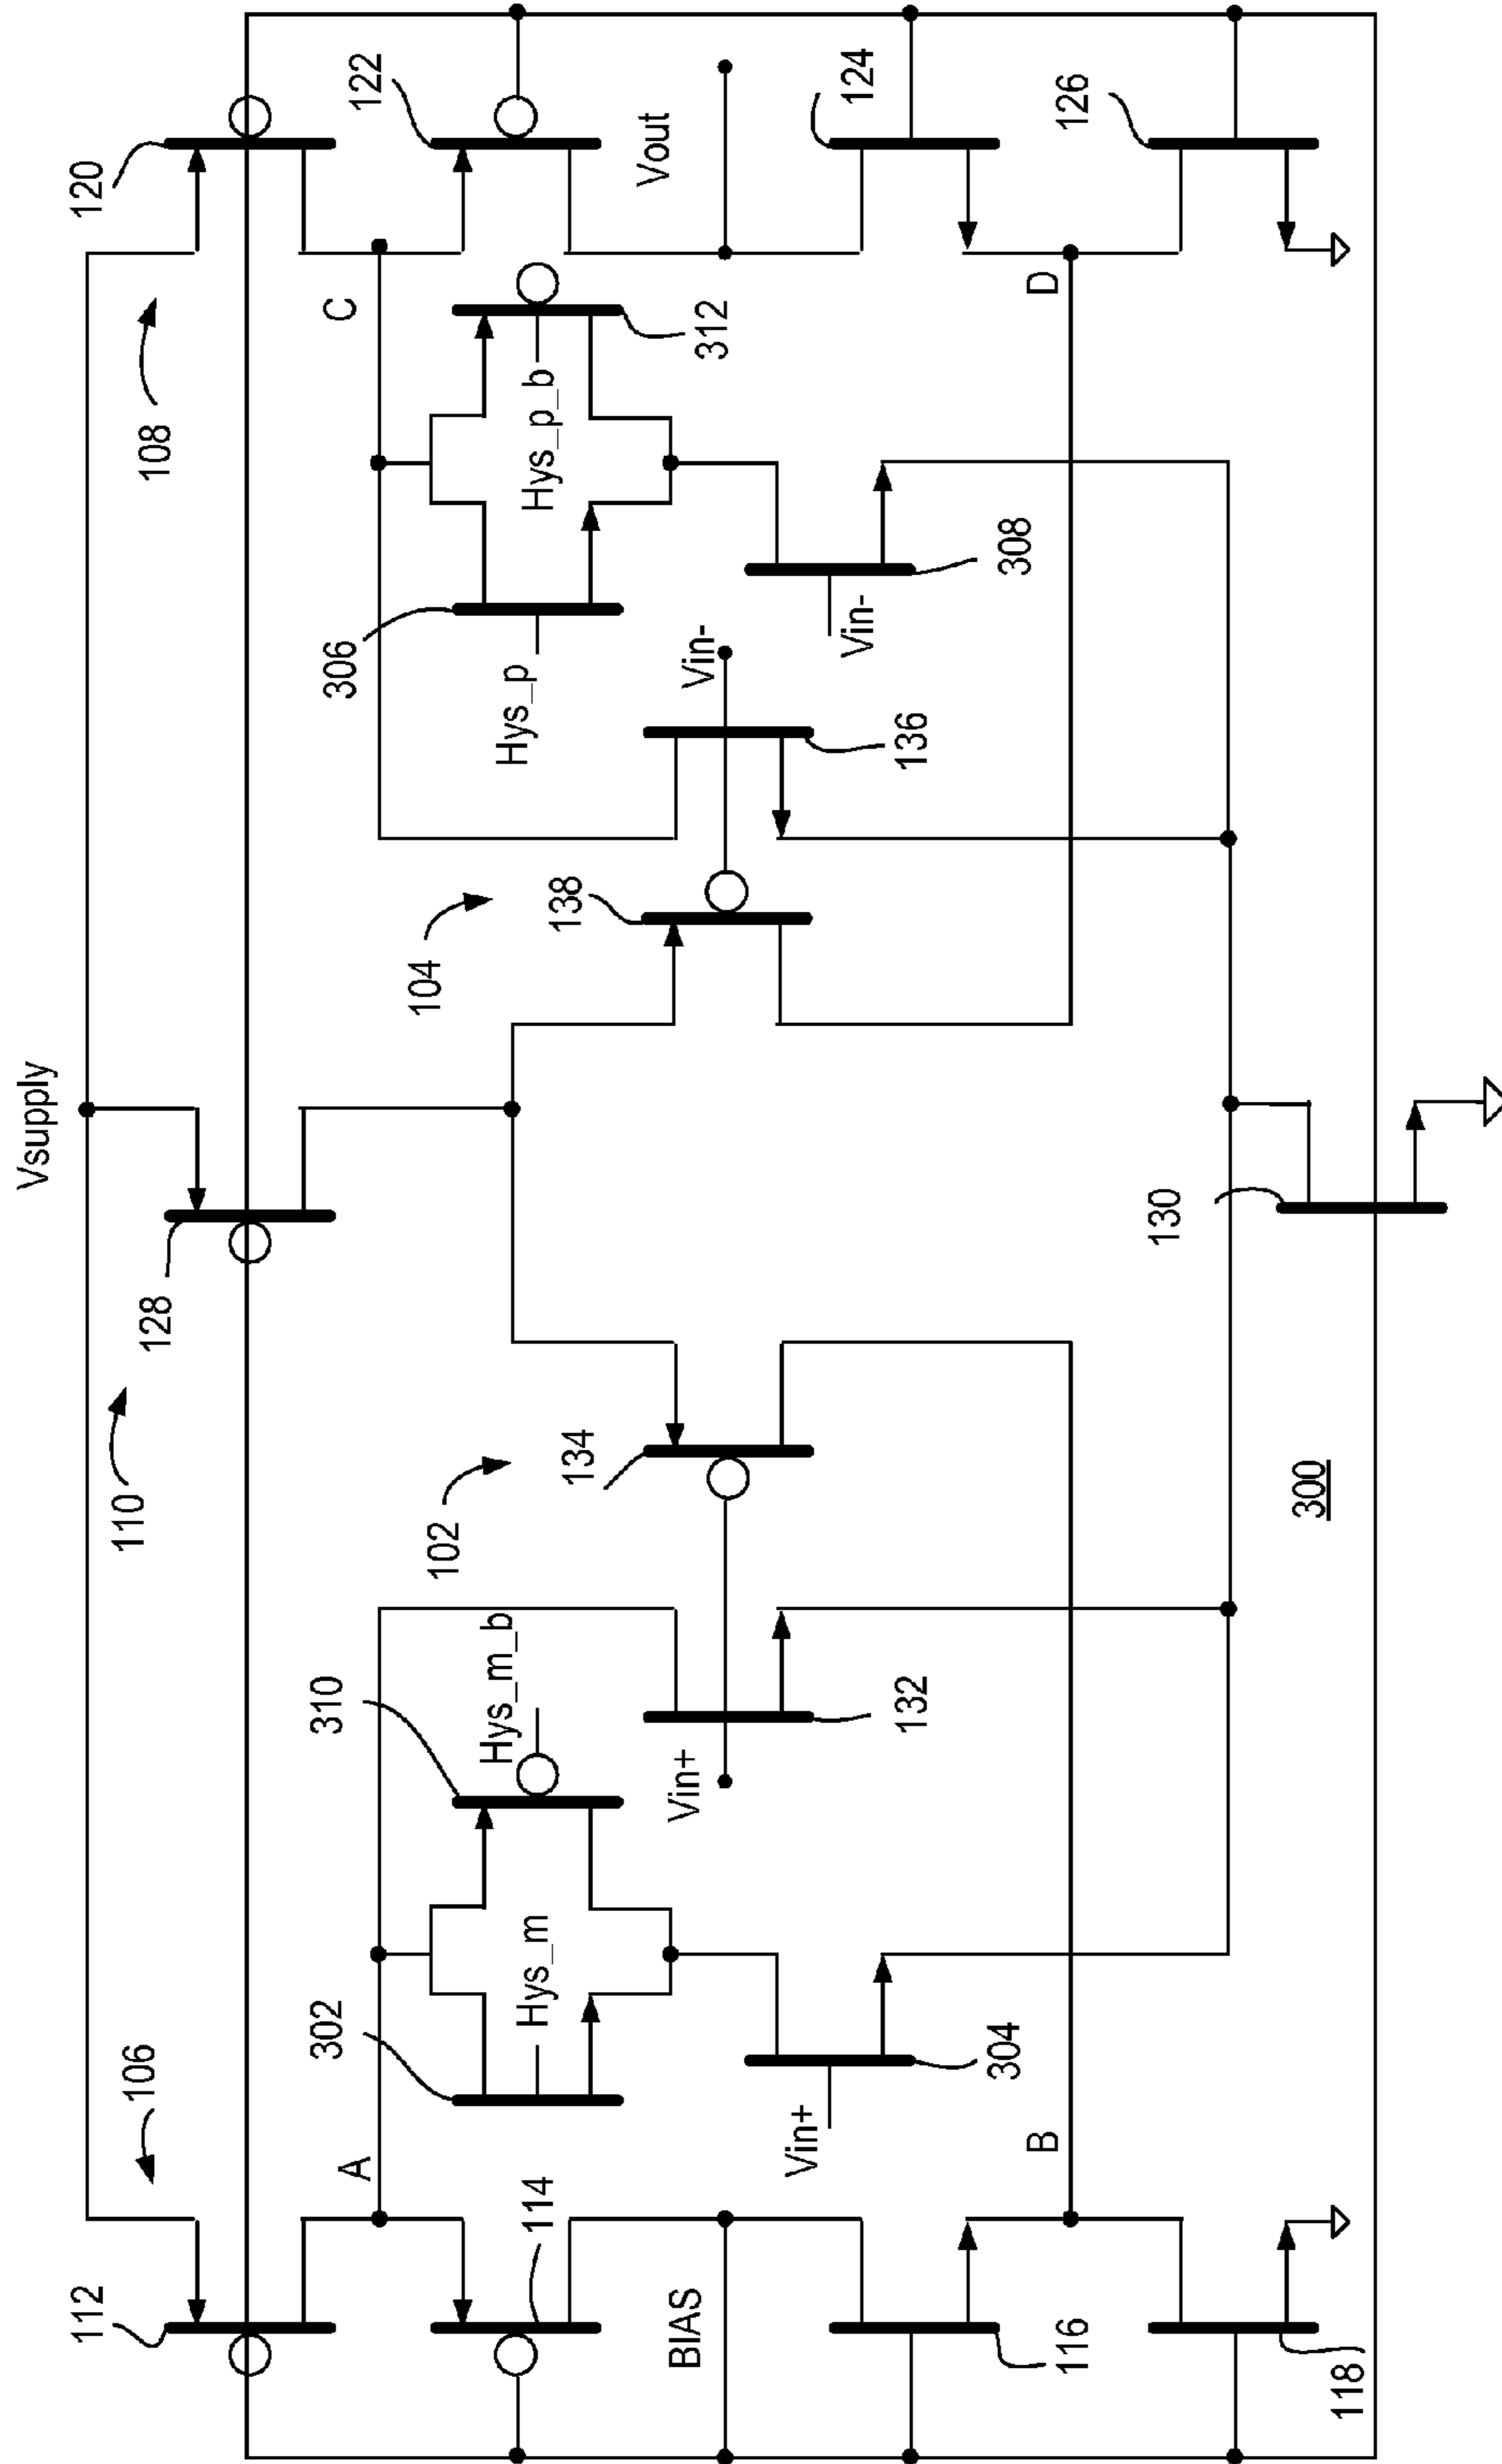 Vsupply
110
106
108
112
128
120
A
C
302
310
306
122
114
Hys_m
Hys_m_b
102
104
Hys_p
Hys_p_b
312
134
138
BIAS
Vin+
Vin-
Vout
Vin+
Vin-
132
136
116
304
308
124
B
D
118
130
126
300